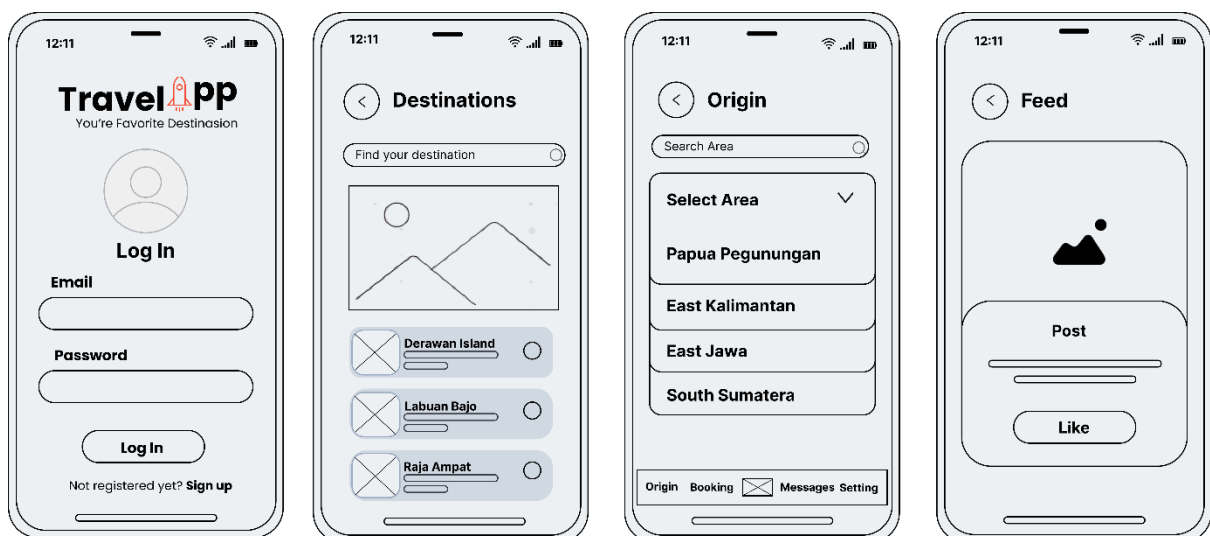 12:11
TravelApp
You're Favorite Destinasion
Log In
Email
Password
Log In
Not registered yet? Sign up
12:11
Destinations
Find your destination
Derawan Island
Labuan Bajo
Raja Ampat
12:11
Origin
Search Area
Select Area
Papua Pegunungan
East Kalimantan
East Jawa
South Sumatera
Origin Booking Messages Setting
12:11
Feed
Post
Like